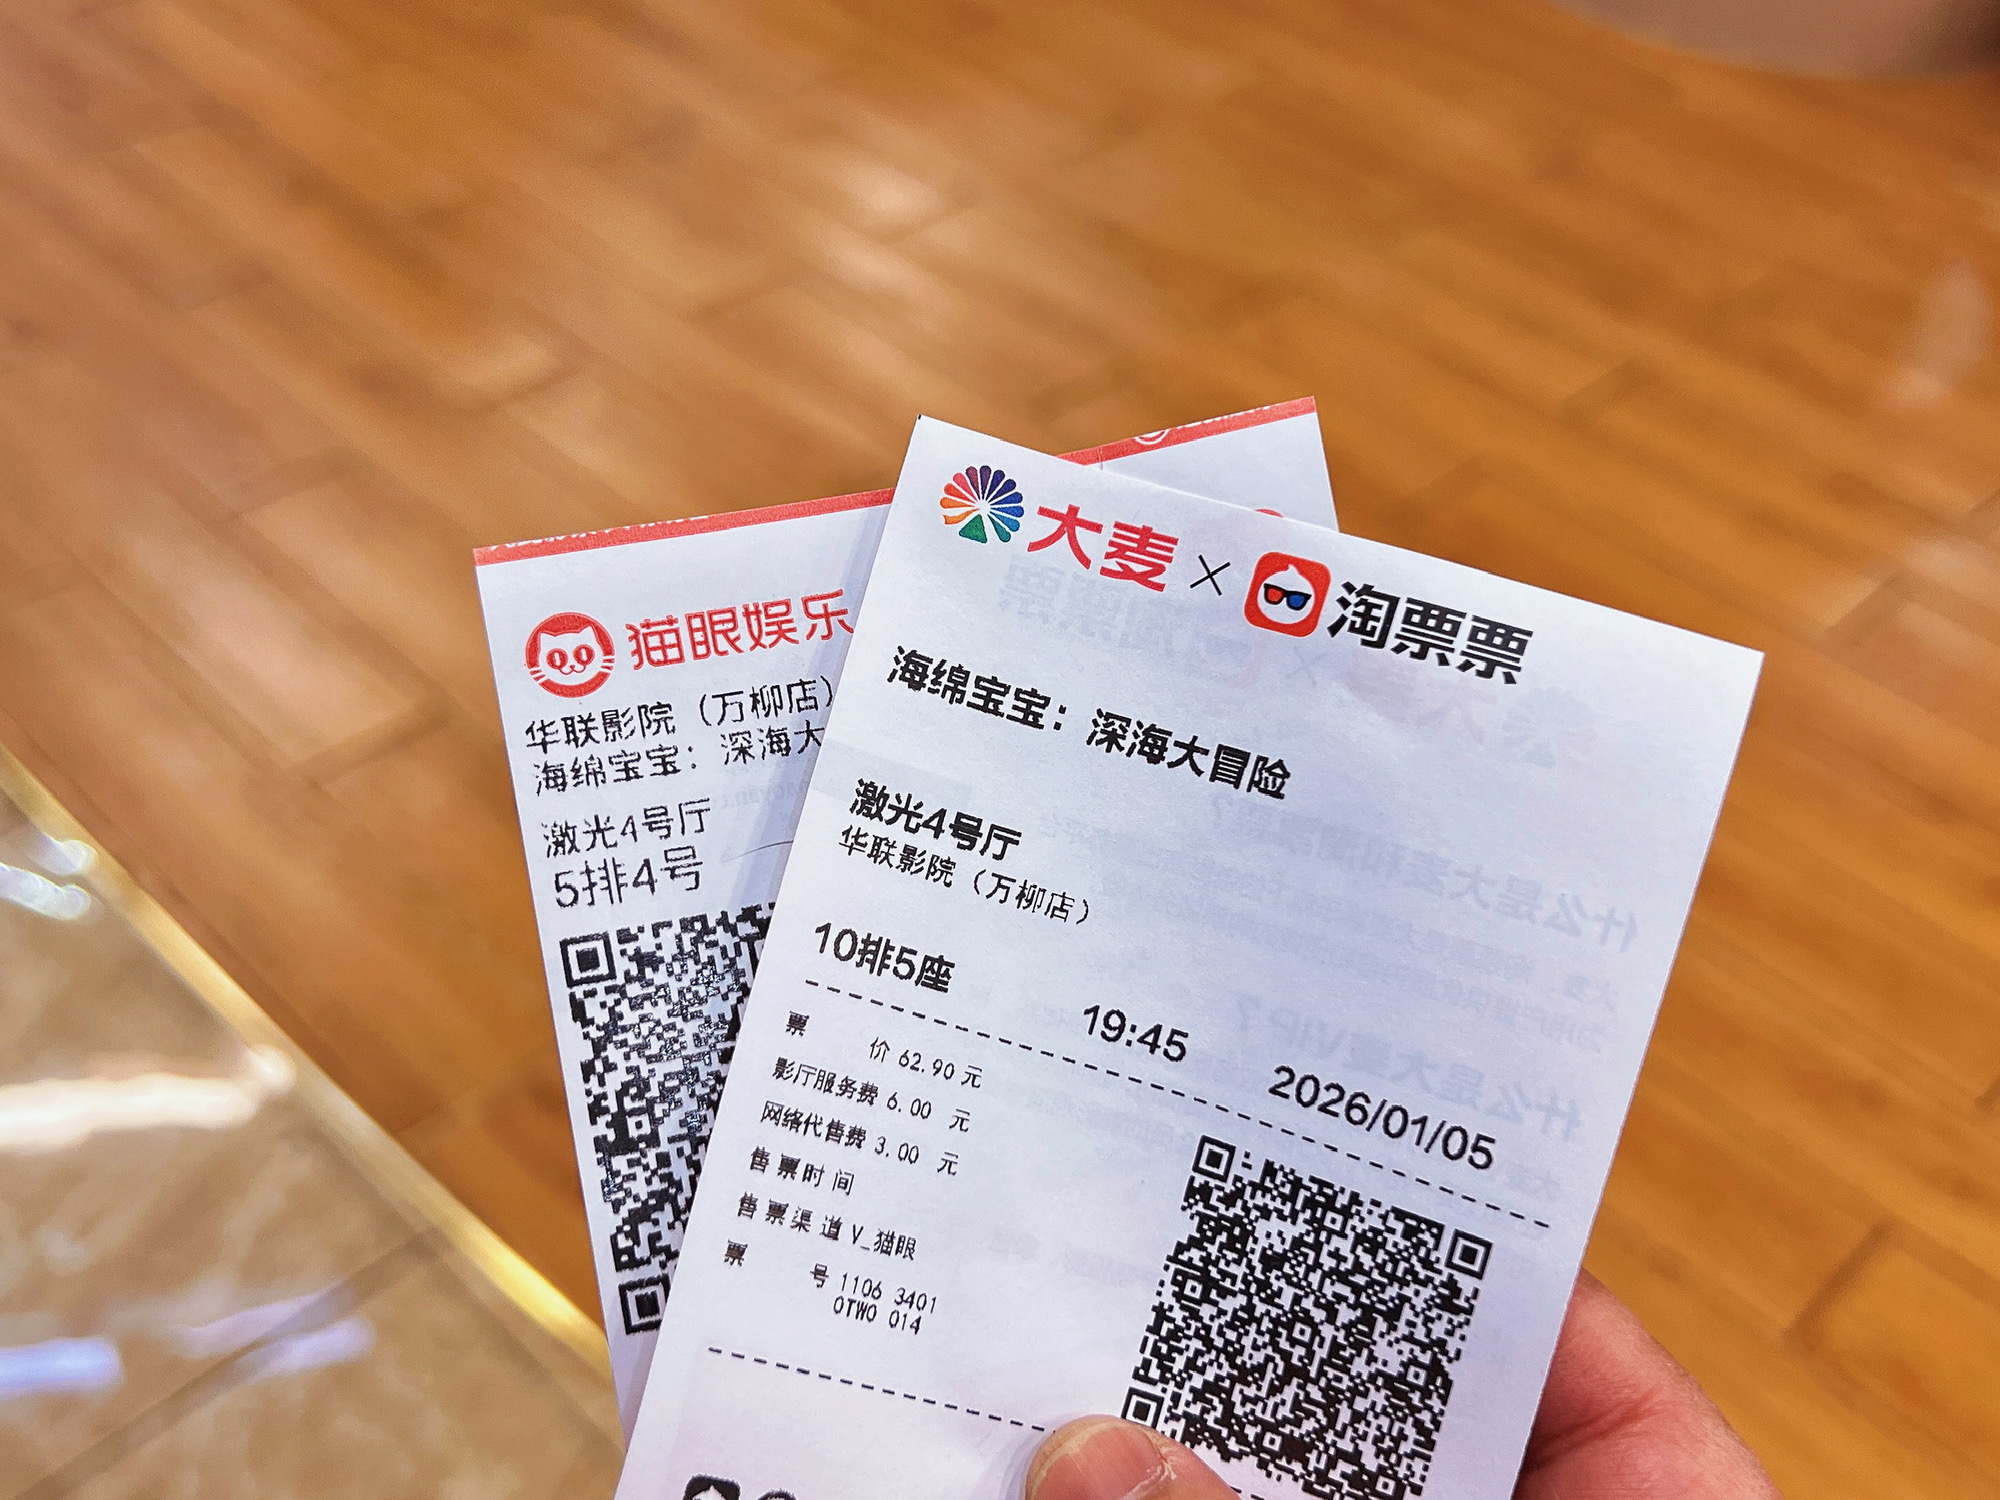 猫眼娱乐
华联影院（万柳店）
海绵宝宝：深海大
激光4号厅
5排4号
大麦×淘票票
海绵宝宝：深海大冒险
激光4号厅
华联影院（万柳店）
10排5座 19:45 2026/01/05
票 价 62.90 元
影厅服务费 6.00 元
网络代售费 3.00 元
售票时间
售票渠道 V_猫眼
票 号 1106 3401
0TWO 014